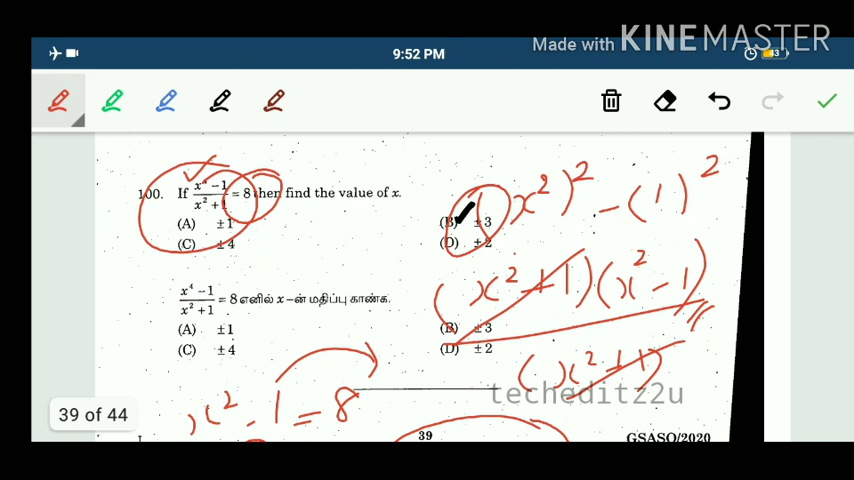 Made with KINEMASTER
9:52 PM
43
100. If x⁴ −1 / x² +1 = 8 then find the value of x.
(A) ±1
(B) ±3
(C) ±4
(D) ±2
(x²)² − (1)²
(x² + 1)(x² − 1)
(x² + 1)
x⁴ −1 / x² +1 = 8 எனில் x-ன் மதிப்பு காண்க.
(A) ±1
(B) ±3
(C) ±4
(D) ±2
x² - 1 = 8
techeditz2u
39 of 44
39
GSASO/2020